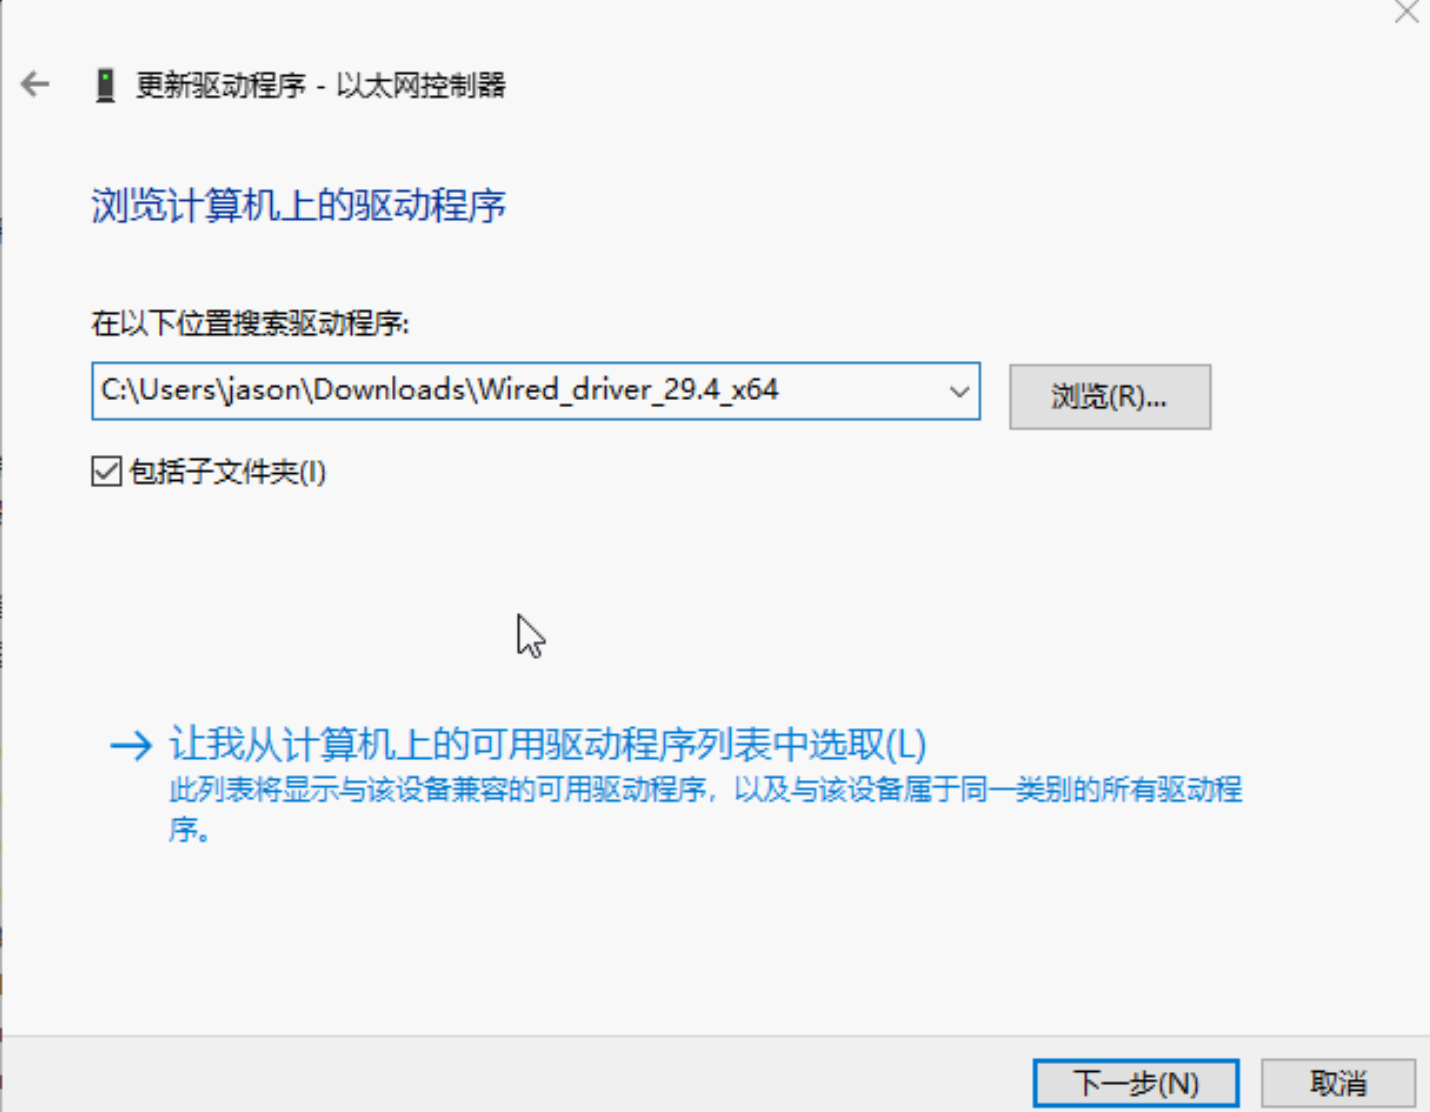 更新驱动程序 - 以太网控制器
浏览计算机上的驱动程序
在以下位置搜索驱动程序:
C:\Users\jason\Downloads\Wired_driver_29.4_x64
浏览(R)...
包括子文件夹(I)
让我从计算机上的可用驱动程序列表中选取(L)
此列表将显示与该设备兼容的可用驱动程序，以及与该设备属于同一类别的所有驱动程
序。
下一步(N)
取消